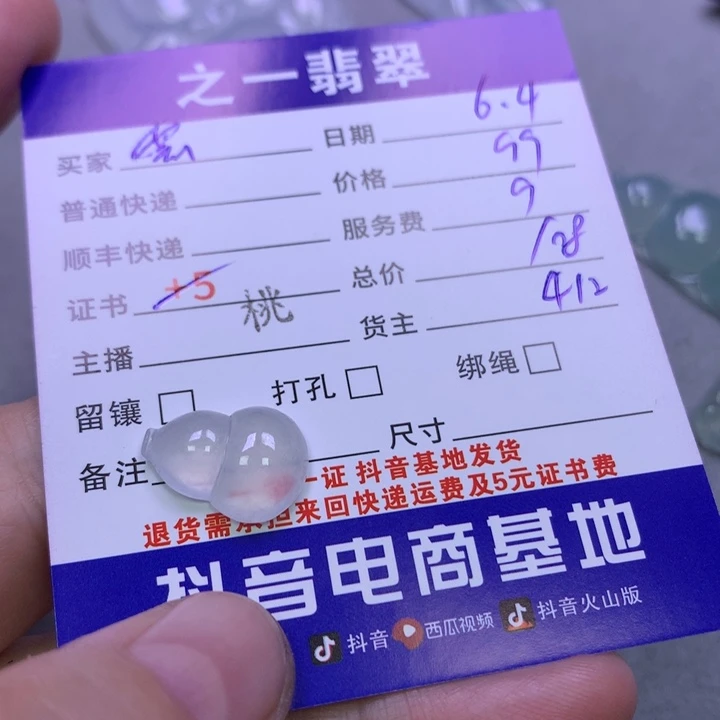 之一翡翠
买家 日期 6.4
普通快递 价格 99
顺丰快递 服务费 9
证书 +5 总价 128
主播 桃 货主 412
留镶 打孔 绑绳
备注 尺寸
一证 抖音基地发货
退货需承担来回快递运费及5元证书费
抖音电商基地
抖音 西瓜视频 抖音火山版